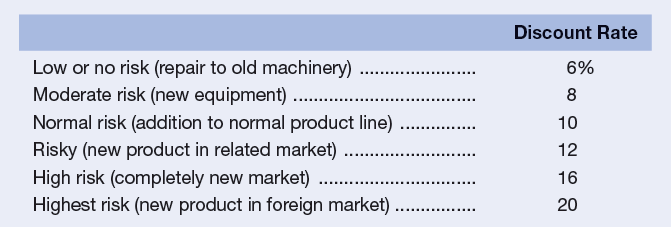 Discount Rate
Low or no risk (repair to old machinery) ....................... 6%
Moderate risk (new equipment) .................................... 8
Normal risk (addition to normal product line) ............... 10
Risky (new product in related market) .......................... 12
High risk (completely new market) ............................... 16
Highest risk (new product in foreign market) ................ 20